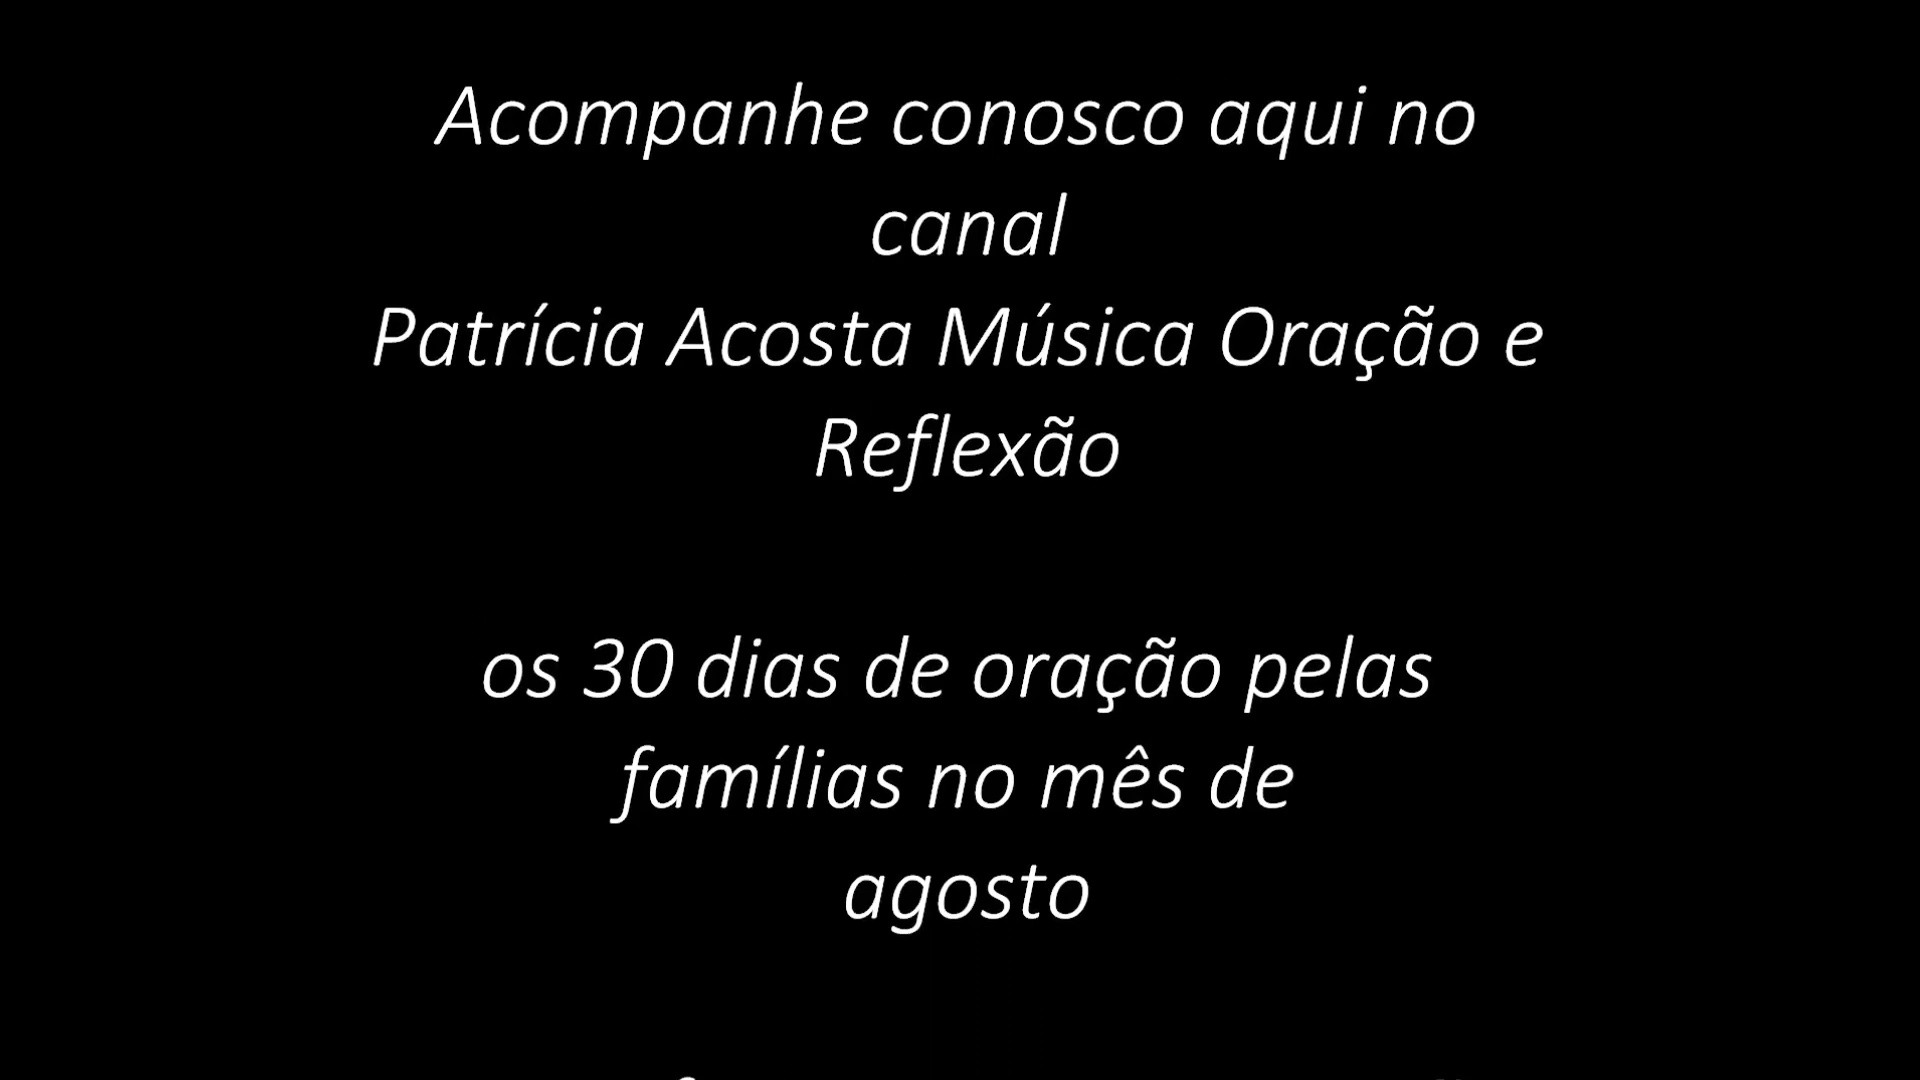 Acompanhe conosco aqui no
canal
Patrícia Acosta Música Oração e
Reflexão
os 30 dias de oração pelas
famílias no mês de
agosto